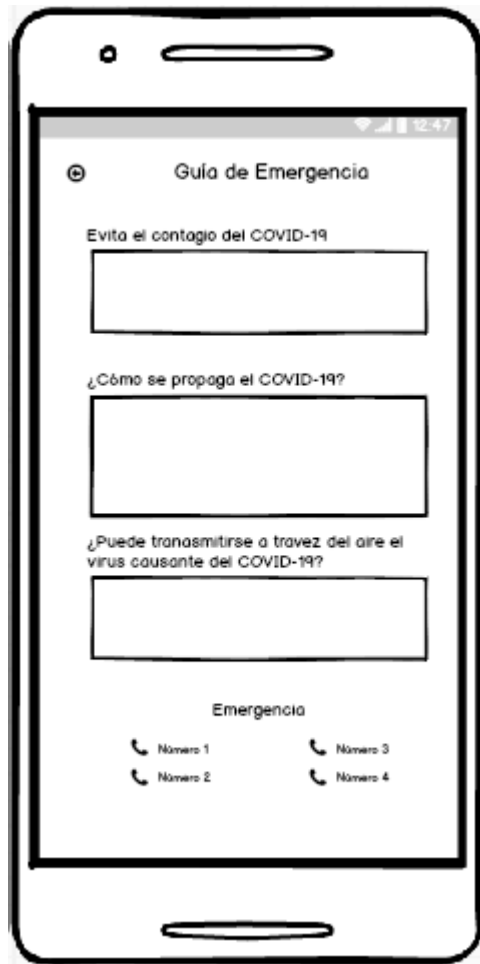 12:47
Guía de Emergencia
Evita el contagio del COVID-19
¿Cómo se propaga el COVID-19?
¿Puede tranasmitirse a travez del aire el
virus causante del COVID-19?
Emergencia
Número 1
Número 3
Número 2
Número 4